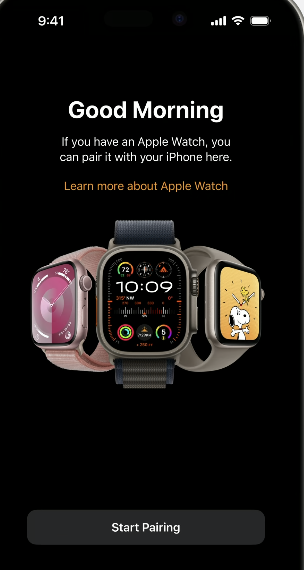 9:41
Good Morning
If you have an Apple Watch, you
can pair it with your iPhone here.
Learn more about Apple Watch
72
10:09
Start Pairing